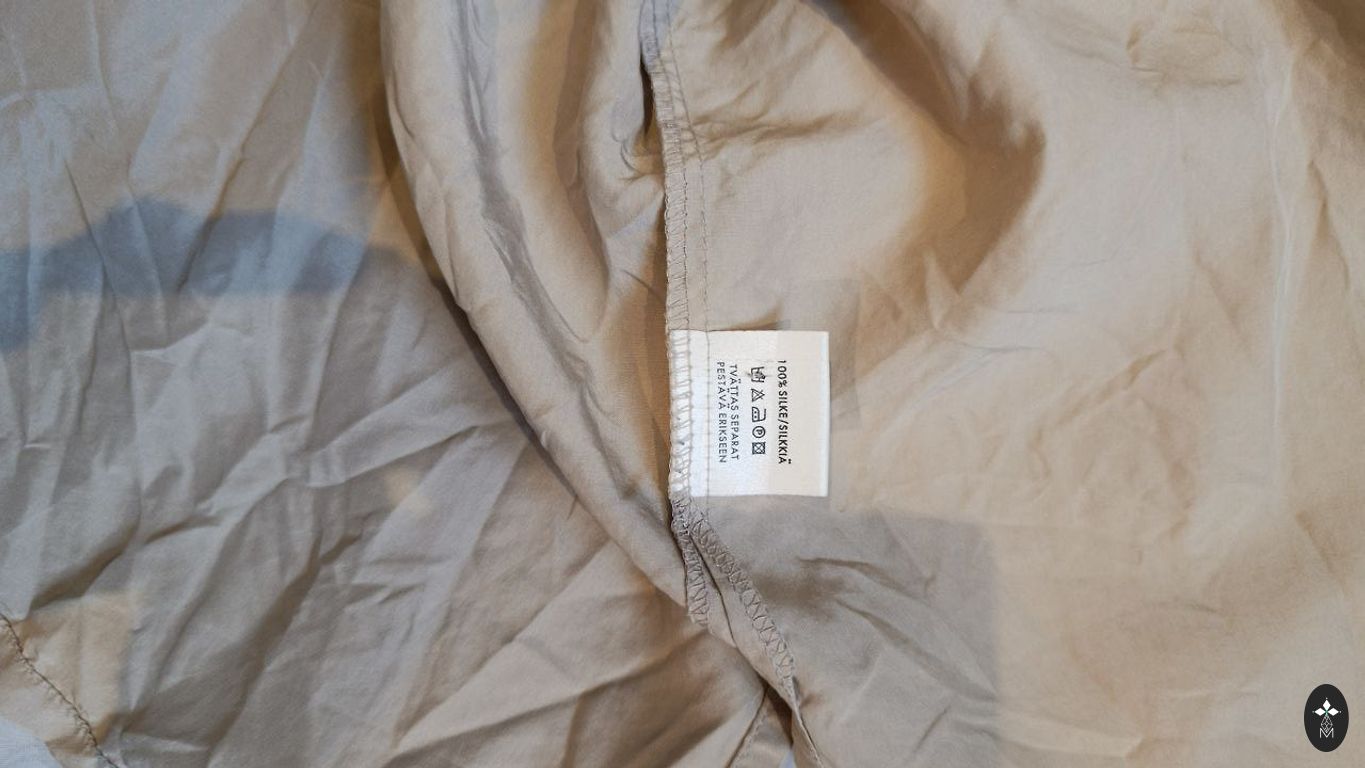 100% SILKE/SILKKIÄ
TVÄTTAS SEPARAT
PESTÄVÄ ERIKSEEN